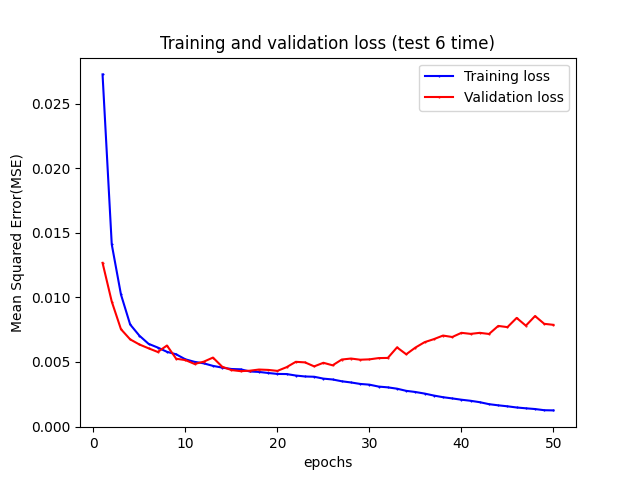 Training and validation loss (test 6 time)
Training loss
Validation loss
Mean Squared Error(MSE)
0.025
0.020
0.015
0.010
0.005
0.000
0
10
20
30
40
50
epochs